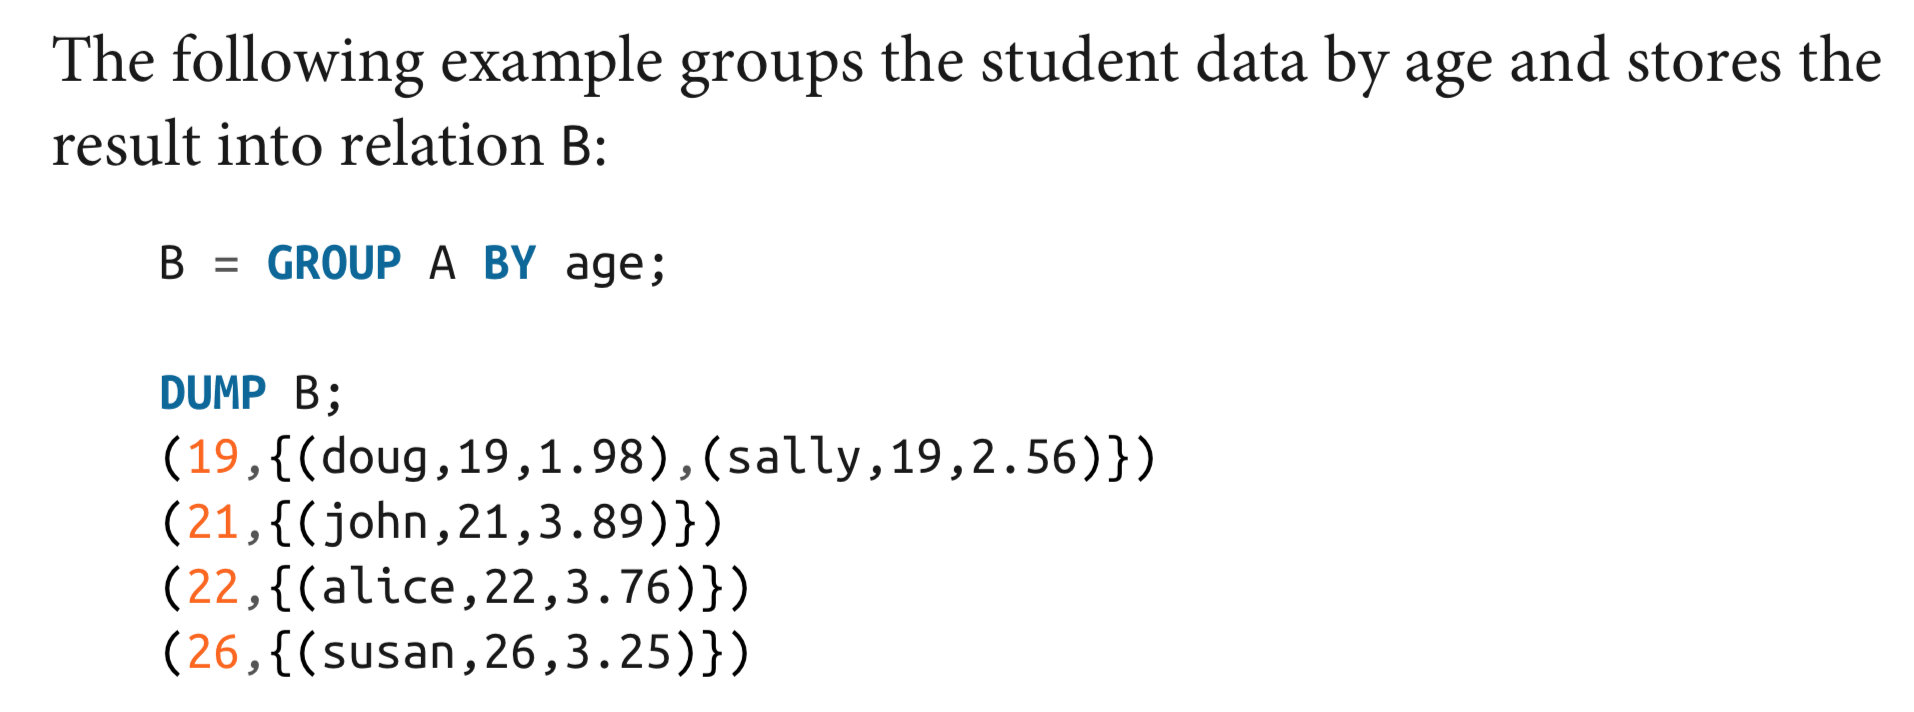 The following example groups the student data by age and stores the
result into relation B:
B = GROUP A BY age;
DUMP B;
(19,{(doug,19,1.98),(sally,19,2.56)})
(21,{(john,21,3.89)})
(22,{(alice,22,3.76)})
(26,{(susan,26,3.25)})